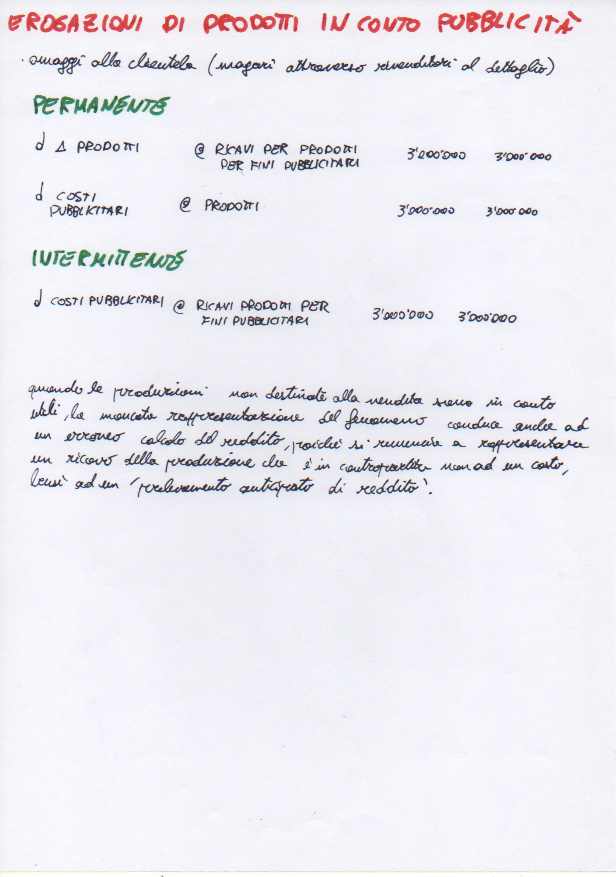 EROGAZIONI DI PRODOTTI IN CONTO PUBBLICITÀ
· omaggi alla clientela (magari attraverso rivenditori al dettaglio)
PERMANENTE
d Δ PRODOTTI @ RICAVI PER PRODOTTI 3'000'000 3'000'000
PER FINI PUBBLICITARI
d COSTI @ PRODOTTI 3'000'000 3'000'000
PUBBLICITARI
INTERMITTENTE
d COSTI PUBBLICITARI @ RICAVI PRODOTTI PER 3'000'000 3'000'000
FINI PUBBLICITARI
quando le produzioni non destinate alla vendita sono in conto
utili, la mancata rappresentazione del fenomeno conduce anche ad
un erroneo calcolo del reddito, poiché si rinuncia a rappresentare
un ricavo della produzione che è in contropartita non ad un costo,
bensì ad un 'prelevamento anticipato di reddito'.